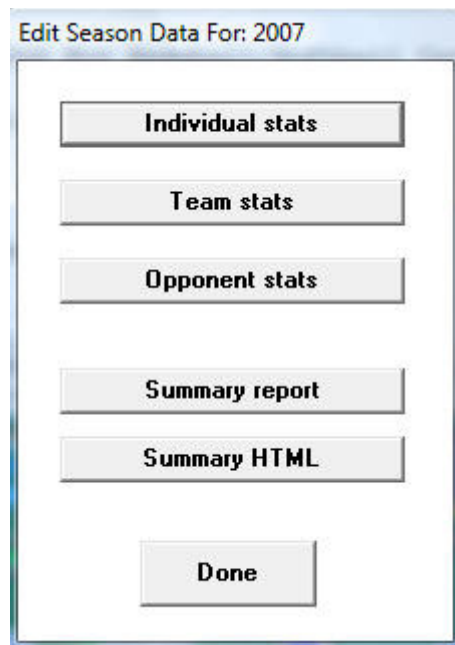 Edit Season Data For: 2007
Individual stats
Team stats
Opponent stats
Summary report
Summary HTML
Done